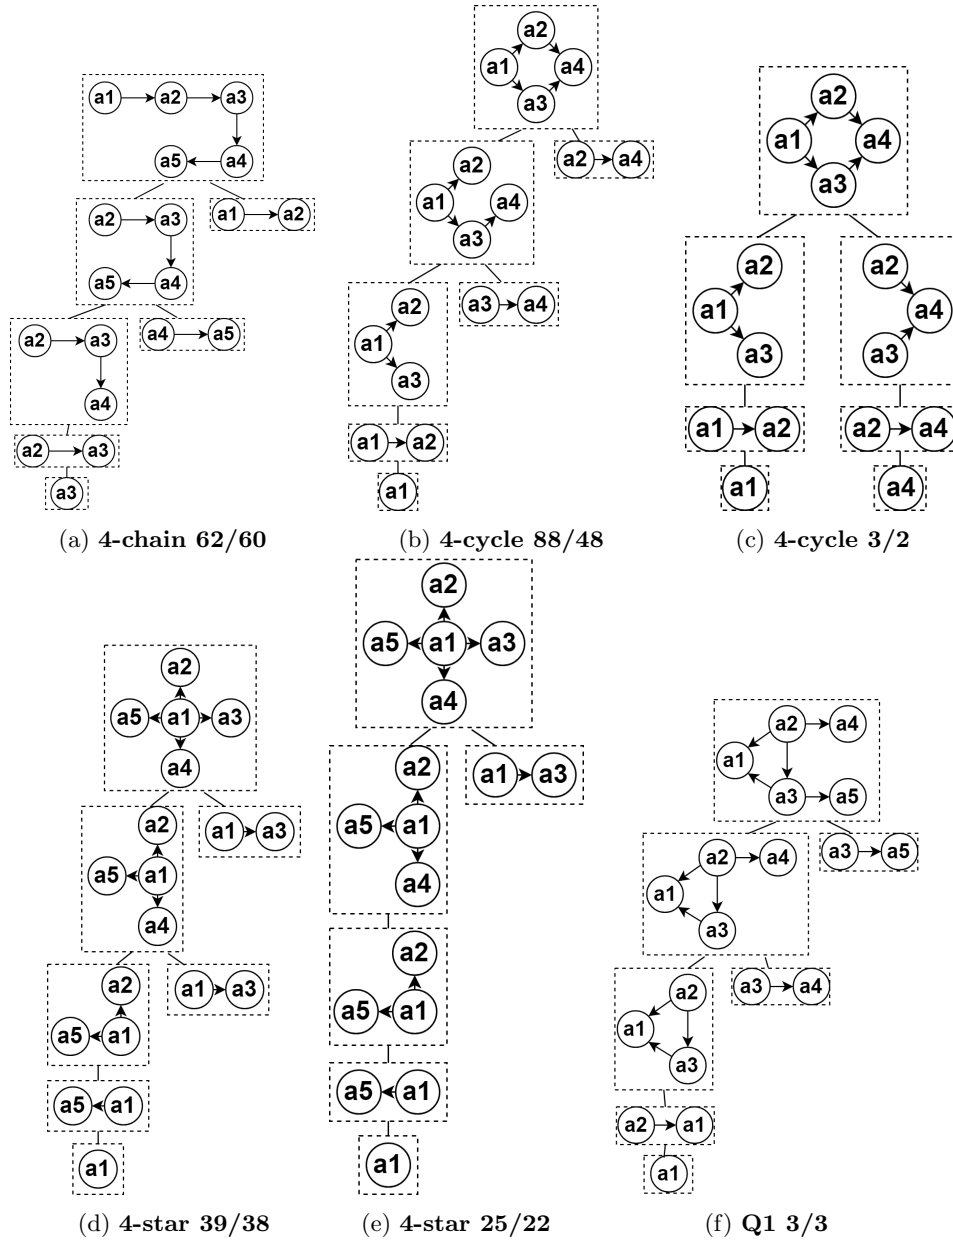 a1 a2 a3
a5 a4
a2 a3
a1 a2
a5 a4
a2 a3
a4 a5
a4
a2 a3
a3
(a) 4-chain 62/60
a2
a1 a4
a3
a2 a4
a2
a1 a4
a3
a2
a3 a4
a1
a3
a1 a2
a1
(b) 4-cycle 88/48
a2
a1 a4
a3
a2
a1
a3
a2
a4
a3
a1 a2
a2 a4
a1
a4
(c) 4-cycle 3/2
a2
a5 a1 a3
a4
a2
a1 a3
a5 a1
a4
a2
a1 a3
a5 a1
a5 a1
a1
(d) 4-star 39/38
a2
a5 a1 a3
a4
a2
a1 a3
a5 a1
a4
a2
a5 a1
a5 a1
a1
(e) 4-star 25/22
a2 a4
a1
a3 a5
a2 a4
a3 a5
a1
a3
a2
a3 a4
a1
a3
a2 a1
a1
(f) Q1 3/3